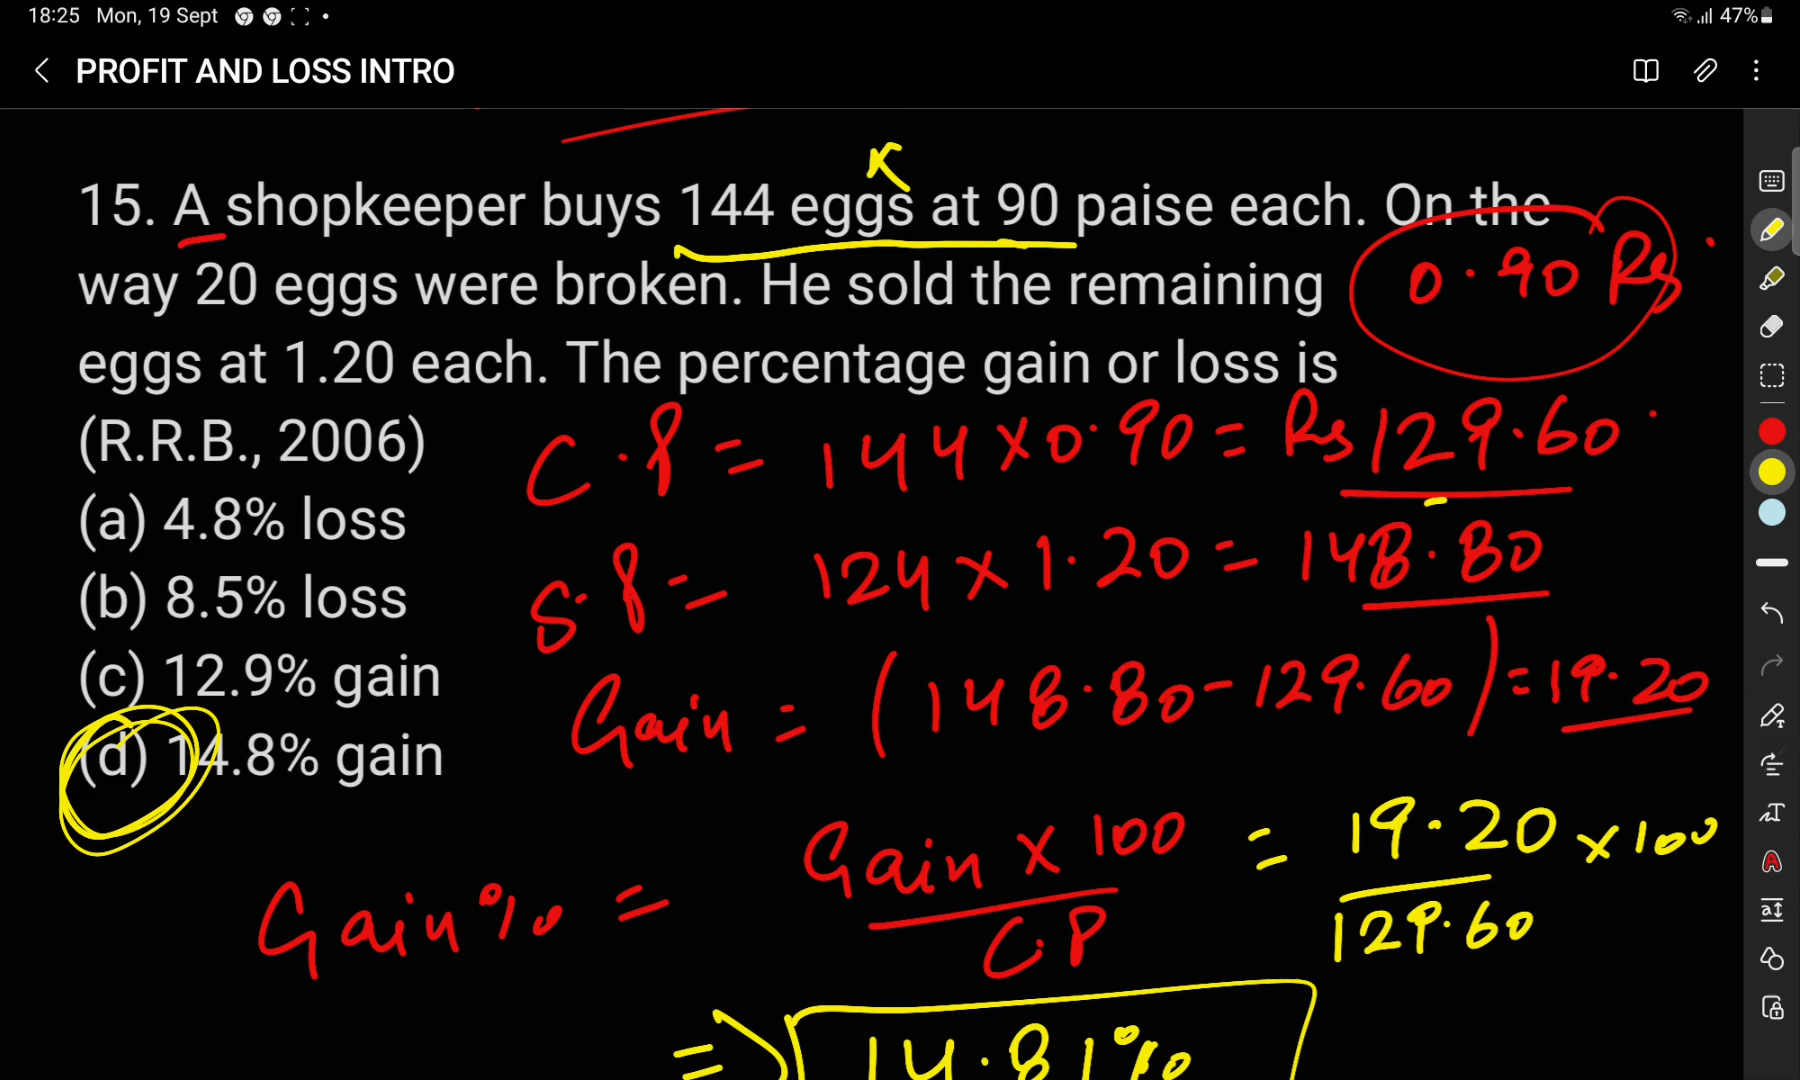 18:25 Mon, 19 Sept
47%
PROFIT AND LOSS INTRO
15. A shopkeeper buys 144 eggs at 90 paise each. On the
way 20 eggs were broken. He sold the remaining
0.90 Rs
eggs at 1.20 each. The percentage gain or loss is
(R.R.B., 2006)
C.P = 144 x 0.90 = Rs 129.60
(a) 4.8% loss
S.P = 124 x 1.20 = 148.80
(b) 8.5% loss
(c) 12.9% gain
Gain = (148.80 - 129.60) = 19.20
(d) 14.8% gain
Gain% = Gain x 100 = 19.20 x 100
C.P 129.60
= 14.81%